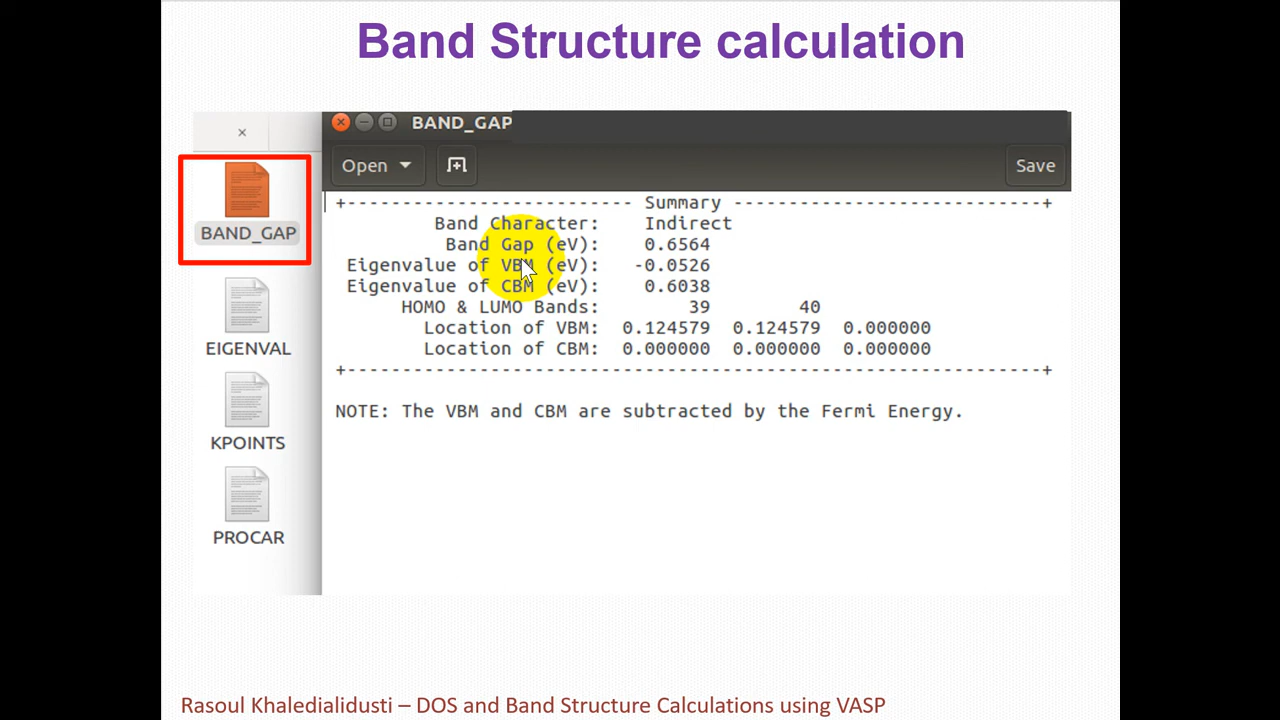 Band Structure calculation
BAND_GAP
Open
Save
BAND_GAP
EIGENVAL
KPOINTS
PROCAR
+--------------------------- Summary ----------------------------+
Band Character: Indirect
Band Gap (eV): 0.6564
Eigenvalue of VBM (eV): -0.0526
Eigenvalue of CBM (eV): 0.6038
HOMO & LUMO Bands: 39 40
Location of VBM: 0.124579 0.124579 0.000000
Location of CBM: 0.000000 0.000000 0.000000
+----------------------------------------------------------------+
NOTE: The VBM and CBM are subtracted by the Fermi Energy.
Rasoul Khaledialidusti – DOS and Band Structure Calculations using VASP